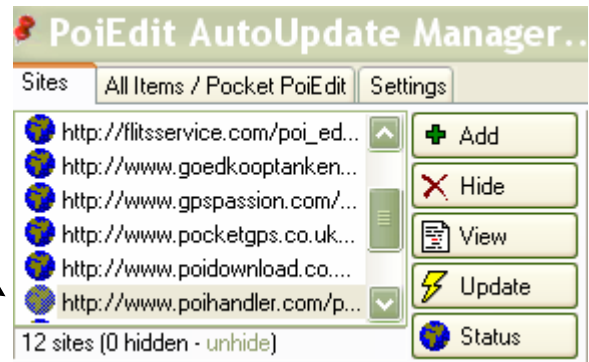 PoiEdit AutoUpdate Manager..
Sites All Items / Pocket PoiEdit Settings
http://flitsservice.com/poi_ed...
http://www.goedkooptanken...
http://www.gpspassion.com/...
http://www.pocketgps.co.uk...
http://www.poidownload.co....
http://www.poihandler.com/p...
Add
Hide
View
Update
Status
12 sites (0 hidden - unhide)